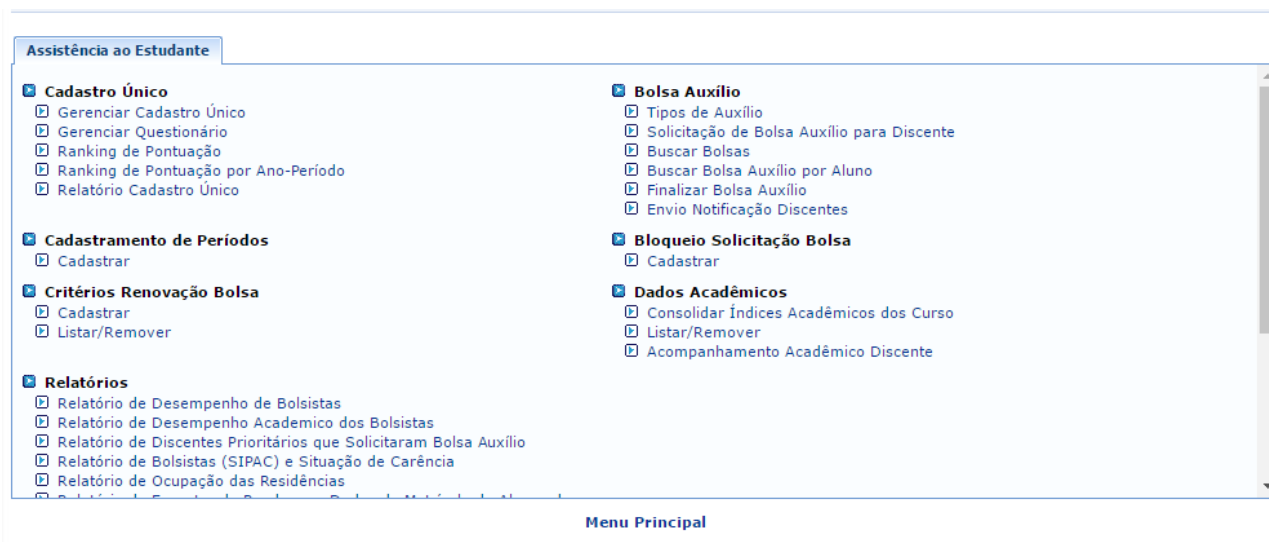 Assistência ao Estudante
Cadastro Único
Gerenciar Cadastro Único
Gerenciar Questionário
Ranking de Pontuação
Ranking de Pontuação por Ano-Período
Relatório Cadastro Único
Bolsa Auxílio
Tipos de Auxílio
Solicitação de Bolsa Auxílio para Discente
Buscar Bolsas
Buscar Bolsa Auxílio por Aluno
Finalizar Bolsa Auxílio
Envio Notificação Discentes
Cadastramento de Períodos
Cadastrar
Bloqueio Solicitação Bolsa
Cadastrar
Critérios Renovação Bolsa
Cadastrar
Listar/Remover
Dados Acadêmicos
Consolidar Índices Acadêmicos dos Curso
Listar/Remover
Acompanhamento Acadêmico Discente
Relatórios
Relatório de Desempenho de Bolsistas
Relatório de Desempenho Academico dos Bolsistas
Relatório de Discentes Prioritários que Solicitaram Bolsa Auxílio
Relatório de Bolsistas (SIPAC) e Situação de Carência
Relatório de Ocupação das Residências
Menu Principal